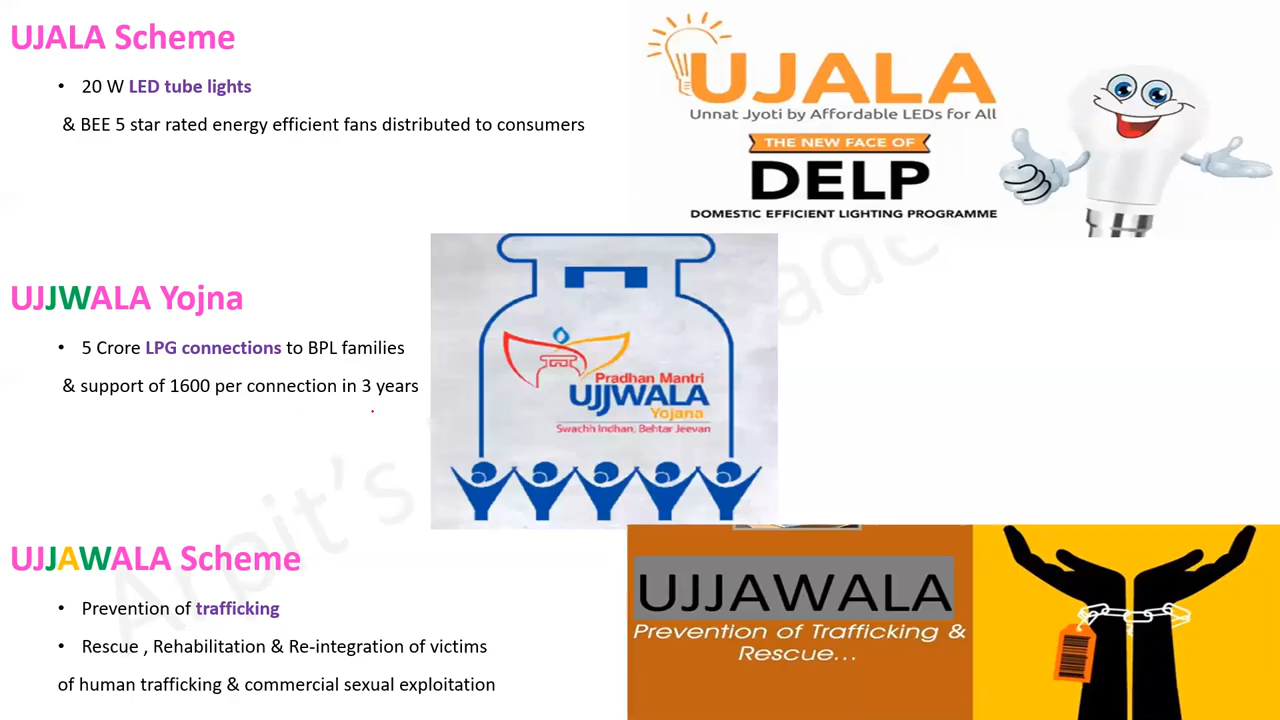 UJALA Scheme
• 20 W LED tube lights
& BEE 5 star rated energy efficient fans distributed to consumers
UJALA
Unnat Jyoti by Affordable LEDs for All
THE NEW FACE OF
DELP
DOMESTIC EFFICIENT LIGHTING PROGRAMME
UJJWALA Yojna
• 5 Crore LPG connections to BPL families
& support of 1600 per connection in 3 years
Pradhan Mantri
UJJWALA
Yojana
Swachh Indhan, Behtar Jeevan
UJJAWALA Scheme
• Prevention of trafficking
• Rescue , Rehabilitation & Re-integration of victims
of human trafficking & commercial sexual exploitation
UJJAWALA
Prevention of Trafficking &
Rescue...
Arpit's